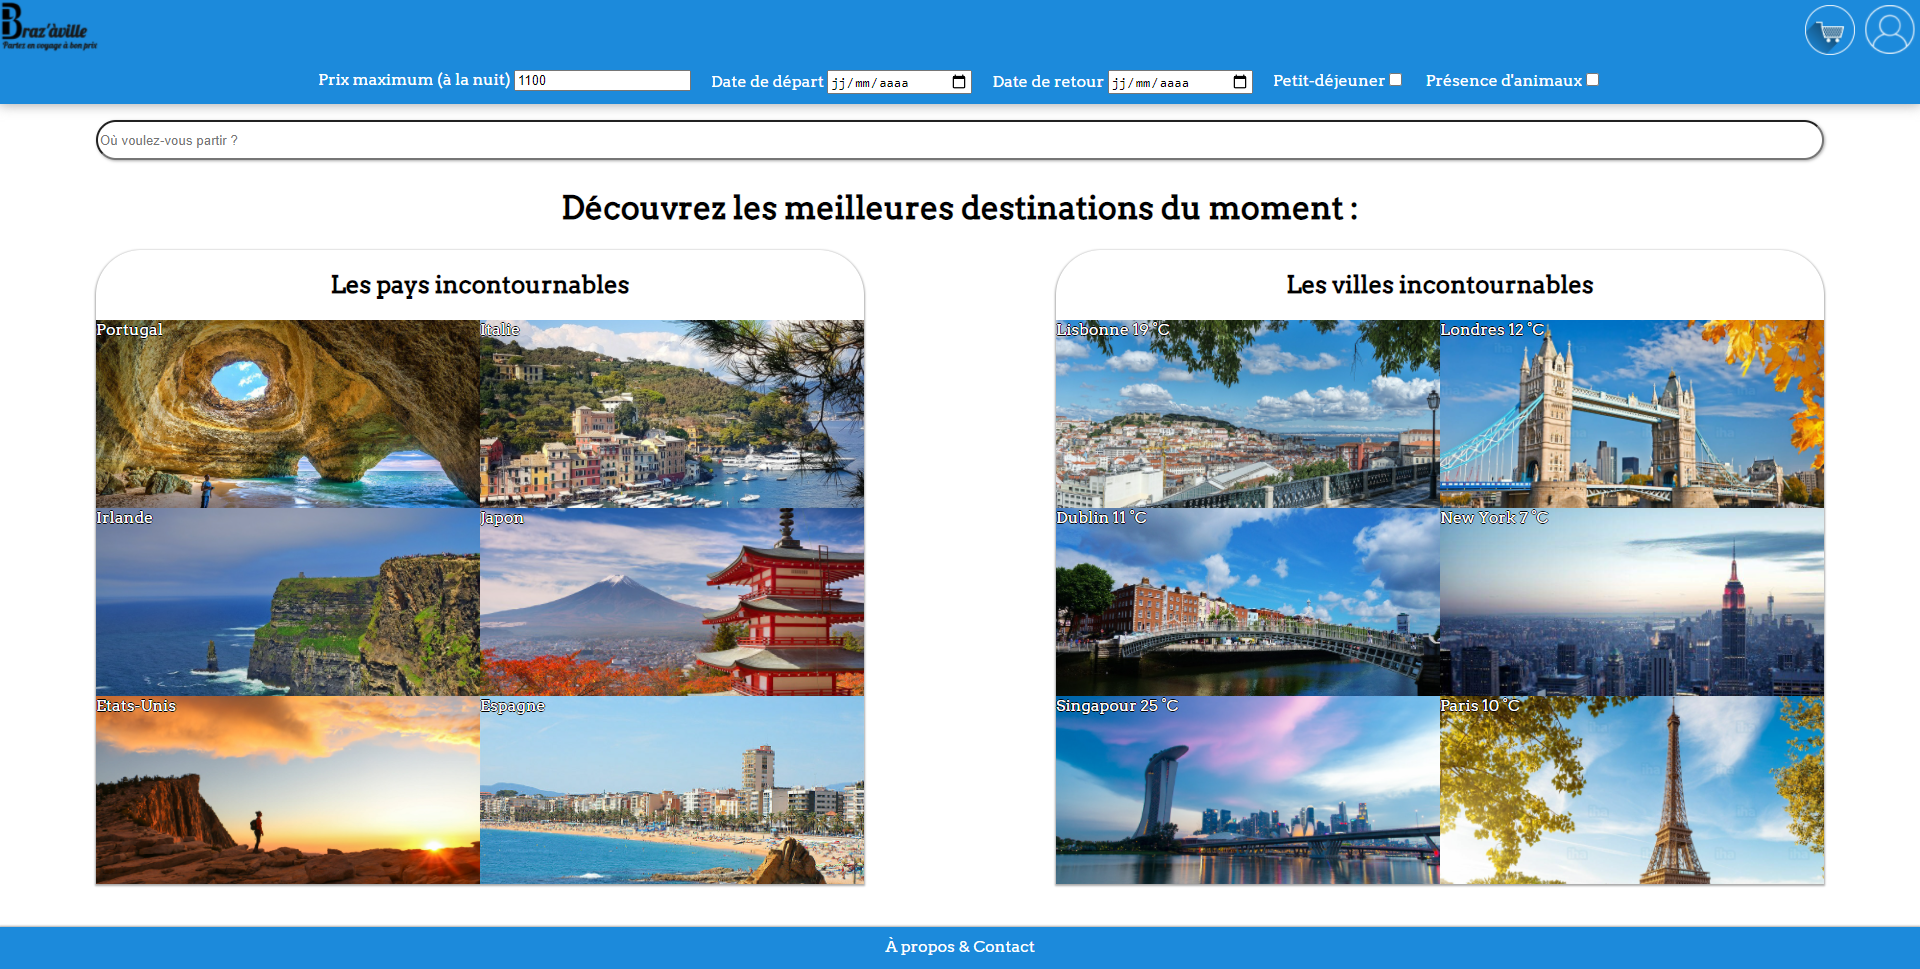 Braz'àville
Partez en voyage à bon prix
Prix maximum (à la nuit) 1100 Date de départ jj/mm/aaaa Date de retour jj/mm/aaaa Petit-déjeuner Présence d'animaux
Où voulez-vous partir ?
Découvrez les meilleures destinations du moment :
Les pays incontournables
Portugal
Italie
Irlande
Japon
Etats-Unis
Espagne
Les villes incontournables
Lisbonne 19 °C
Londres 12 °C
Dublin 11 °C
New York 7 °C
Singapour 25 °C
Paris 10 °C
À propos & Contact